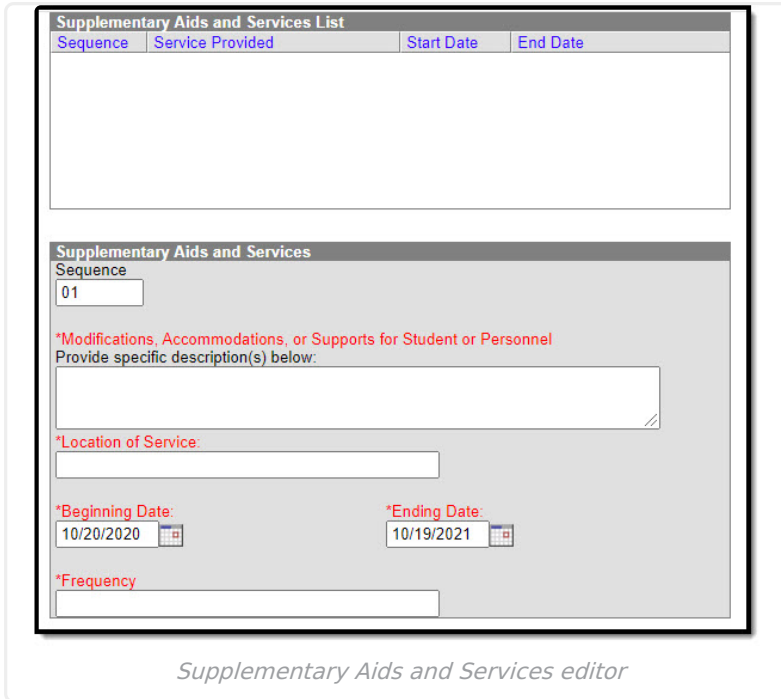 Supplementary Aids and Services List
Sequence Service Provided Start Date End Date
Supplementary Aids and Services
Sequence
01
*Modifications, Accommodations, or Supports for Student or Personnel
Provide specific description(s) below:
*Location of Service:
*Beginning Date: *Ending Date:
10/20/2020 10/19/2021
*Frequency
Supplementary Aids and Services editor